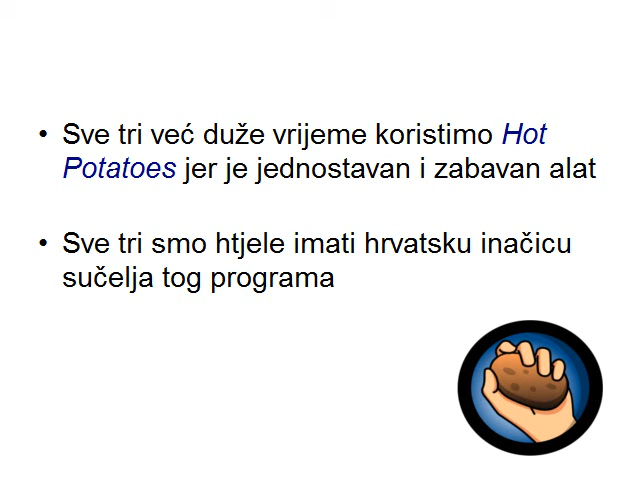 • Sve tri već duže vrijeme koristimo Hot
Potatoes jer je jednostavan i zabavan alat
• Sve tri smo htjele imati hrvatsku inačicu
sučelja tog programa